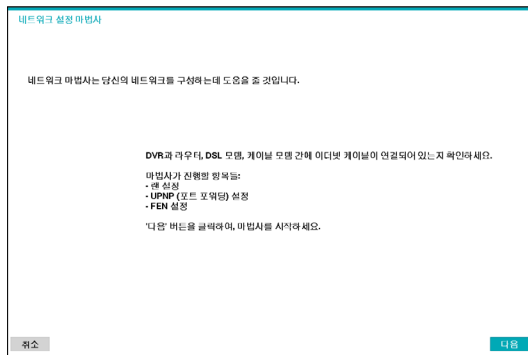 네트워크 설정 마법사
네트워크 마법사는 당신의 네트워크를 구성하는데 도움을 줄 것입니다.
DVR과 라우터, DSL 모뎀, 케이블 모뎀 간에 이더넷 케이블이 연결되어 있는지 확인하세요.
마법사가 진행할 항목들:
- 랜 설정
- UPNP (포트 포워딩) 설정
- FEN 설정
'다음' 버튼을 클릭하여, 마법사를 시작하세요.
취소
다음